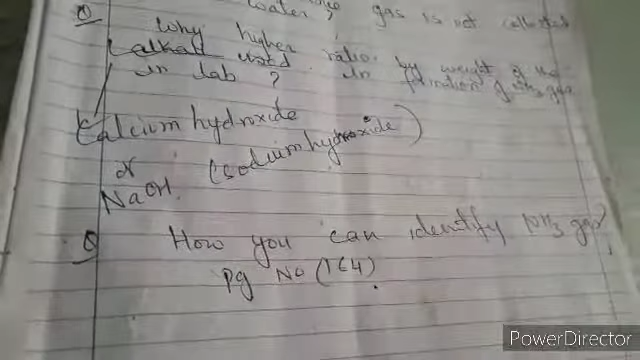 water, gas is not collected
Q Why higher ratio by weight of the
alkali used in formation of NH3 gas
in lab ?
Calcium hydroxide
or
NaOH. (Sodium hydroxide)
Q How you can identify NH3 gas?
Pg No (164).
PowerDirector